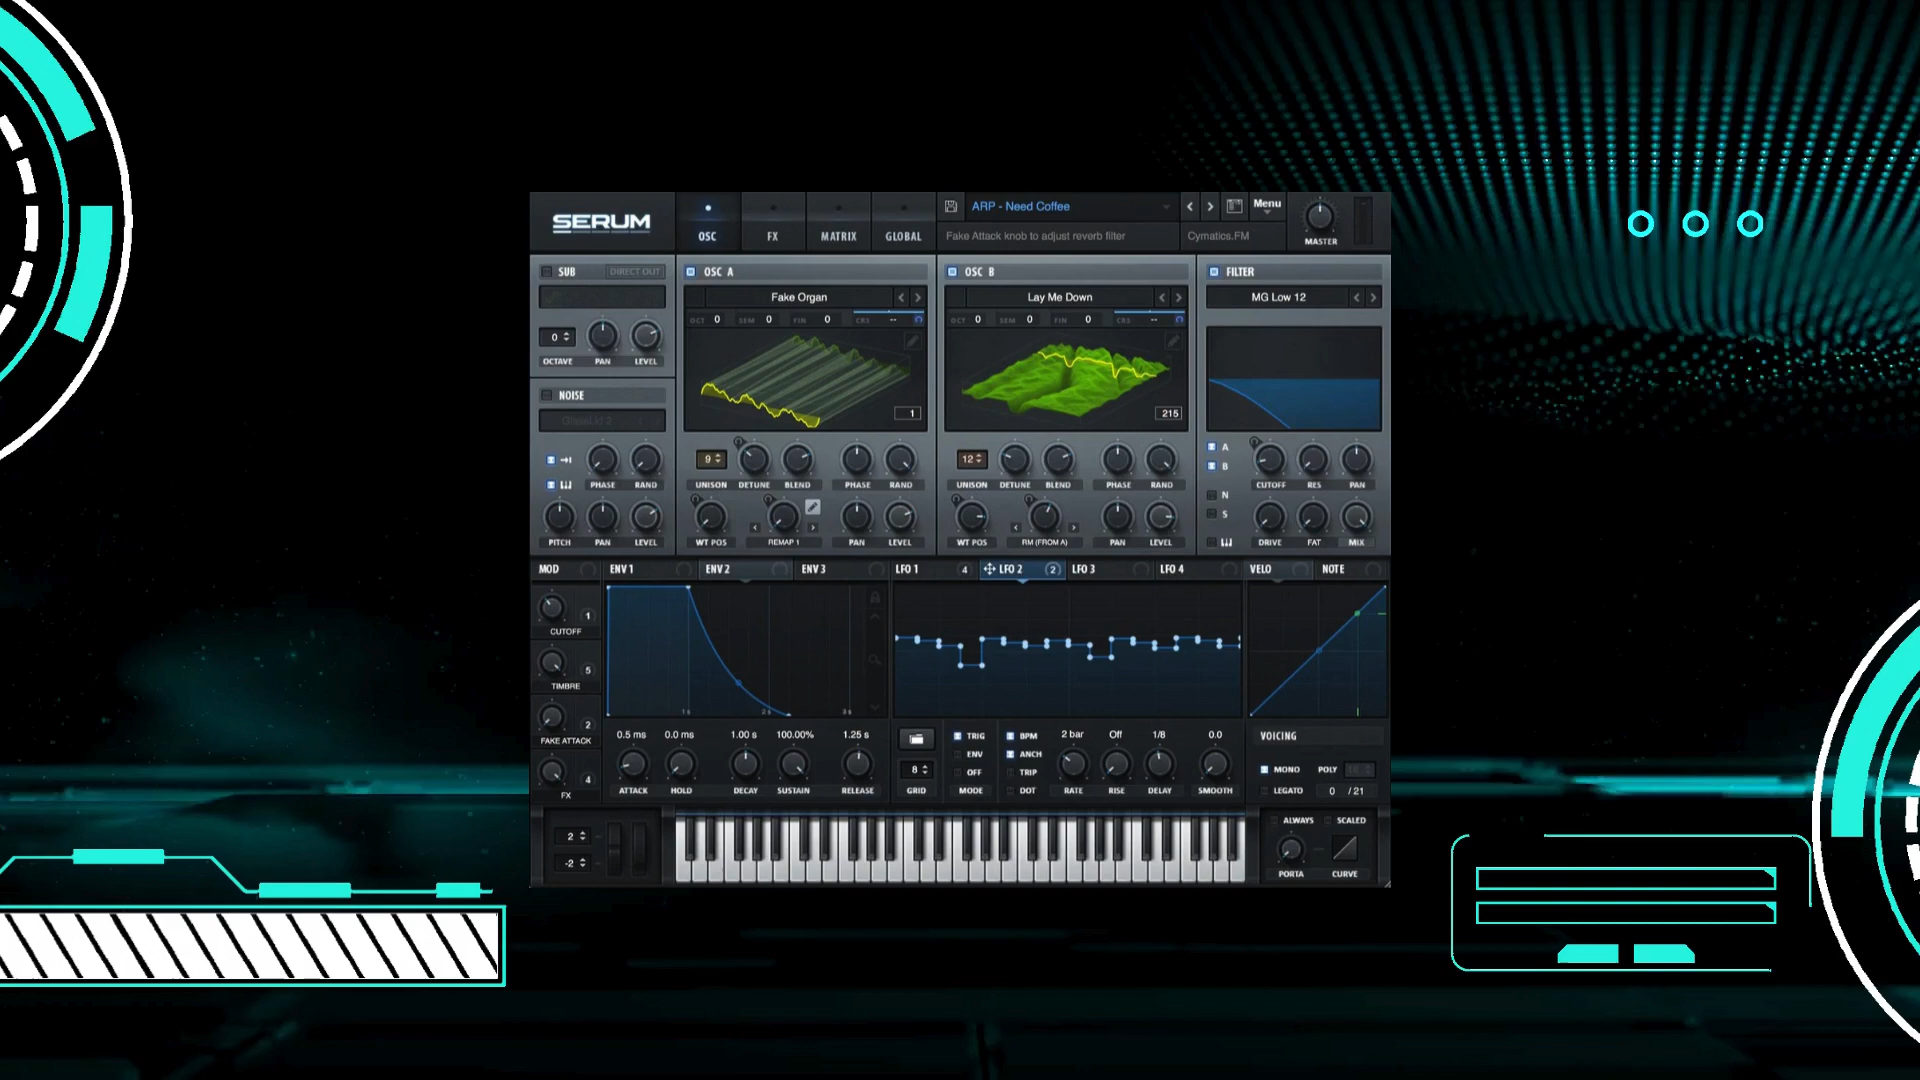 SERUM
OSC
FX
MATRIX
GLOBAL
ARP - Need Coffee
Fake Attack knob to adjust reverb filter
Cymatics.FM
Menu
MASTER
SUB
DIRECT OUT
0
OCTAVE PAN LEVEL
NOISE
PHASE RAND
PITCH PAN LEVEL
OSC A
Fake Organ
OCT 0 SEM 0 FIN 0 CRS --
1
9
UNISON DETUNE BLEND PHASE RAND
WT POS REMAP 1 PAN LEVEL
OSC B
Lay Me Down
OCT 0 SEM 0 FIN 0 CRS --
215
12
UNISON DETUNE BLEND PHASE RAND
WT POS RM (FROM A) PAN LEVEL
FILTER
MG Low 12
A
B
N
S
CUTOFF RES PAN
DRIVE FAT MIX
MOD ENV 1 ENV 2 ENV 3 LFO 1 4 LFO 2 2 LFO 3 LFO 4 VELO NOTE
1
CUTOFF
5
TIMBRE
2
FAKE ATTACK
4
FX
1 s 2 s 3 s
0.5 ms 0.0 ms 1.00 s 100.00% 1.25 s
ATTACK HOLD DECAY SUSTAIN RELEASE
8
GRID
TRIG
ENV
OFF
MODE
BPM
ANCH
TRIP
DOT
2 bar Off 1/8 0.0
RATE RISE DELAY SMOOTH
VOICING
MONO POLY
LEGATO 0 / 21
2
-2
ALWAYS SCALED
PORTA CURVE